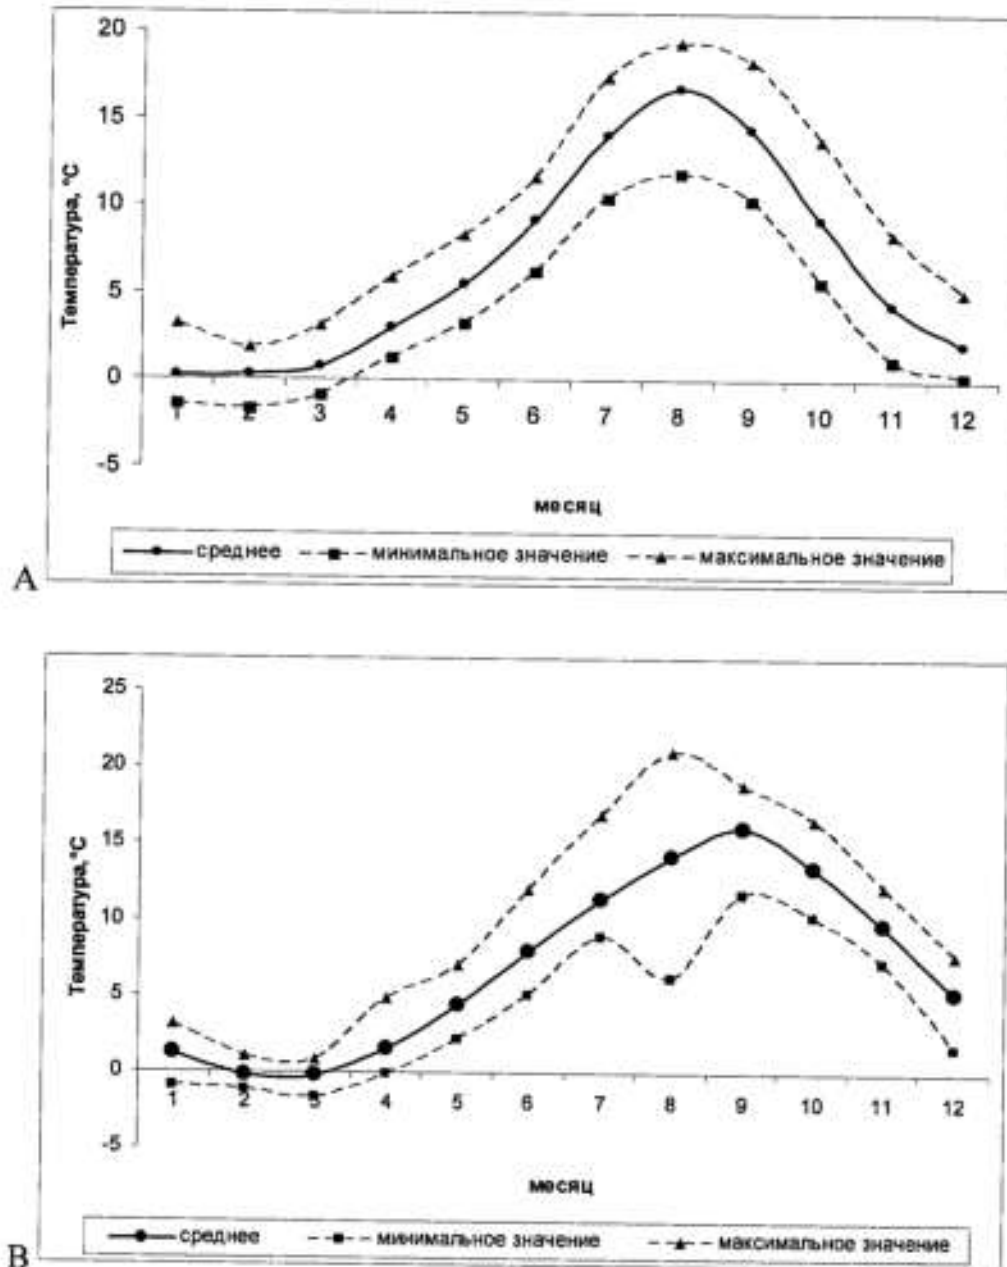 20
15
10
5
0
-5
Температура, °С
1 2 3 4 5 6 7 8 9 10 11 12
месяц
среднее минимальное значение максимальное значение
А
25
20
15
10
5
0
-5
Температура,°С
1 2 3 4 5 6 7 8 9 10 11 12
месяц
среднее минимальное значение максимальное значение
В